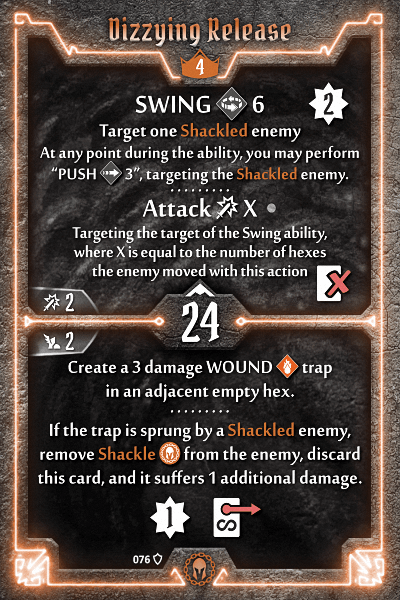 Dizzying Release
4
SWING 6
2
Target one Shackled enemy
At any point during the ability, you may perform
“PUSH 3”, targeting the Shackled enemy.
Attack X
Targeting the target of the Swing ability,
where X is equal to the number of hexes
the enemy moved with this action
2
24
2
Create a 3 damage WOUND trap
in an adjacent empty hex.
If the trap is sprung by a Shackled enemy,
remove Shackle from the enemy, discard
this card, and it suffers 1 additional damage.
1
076